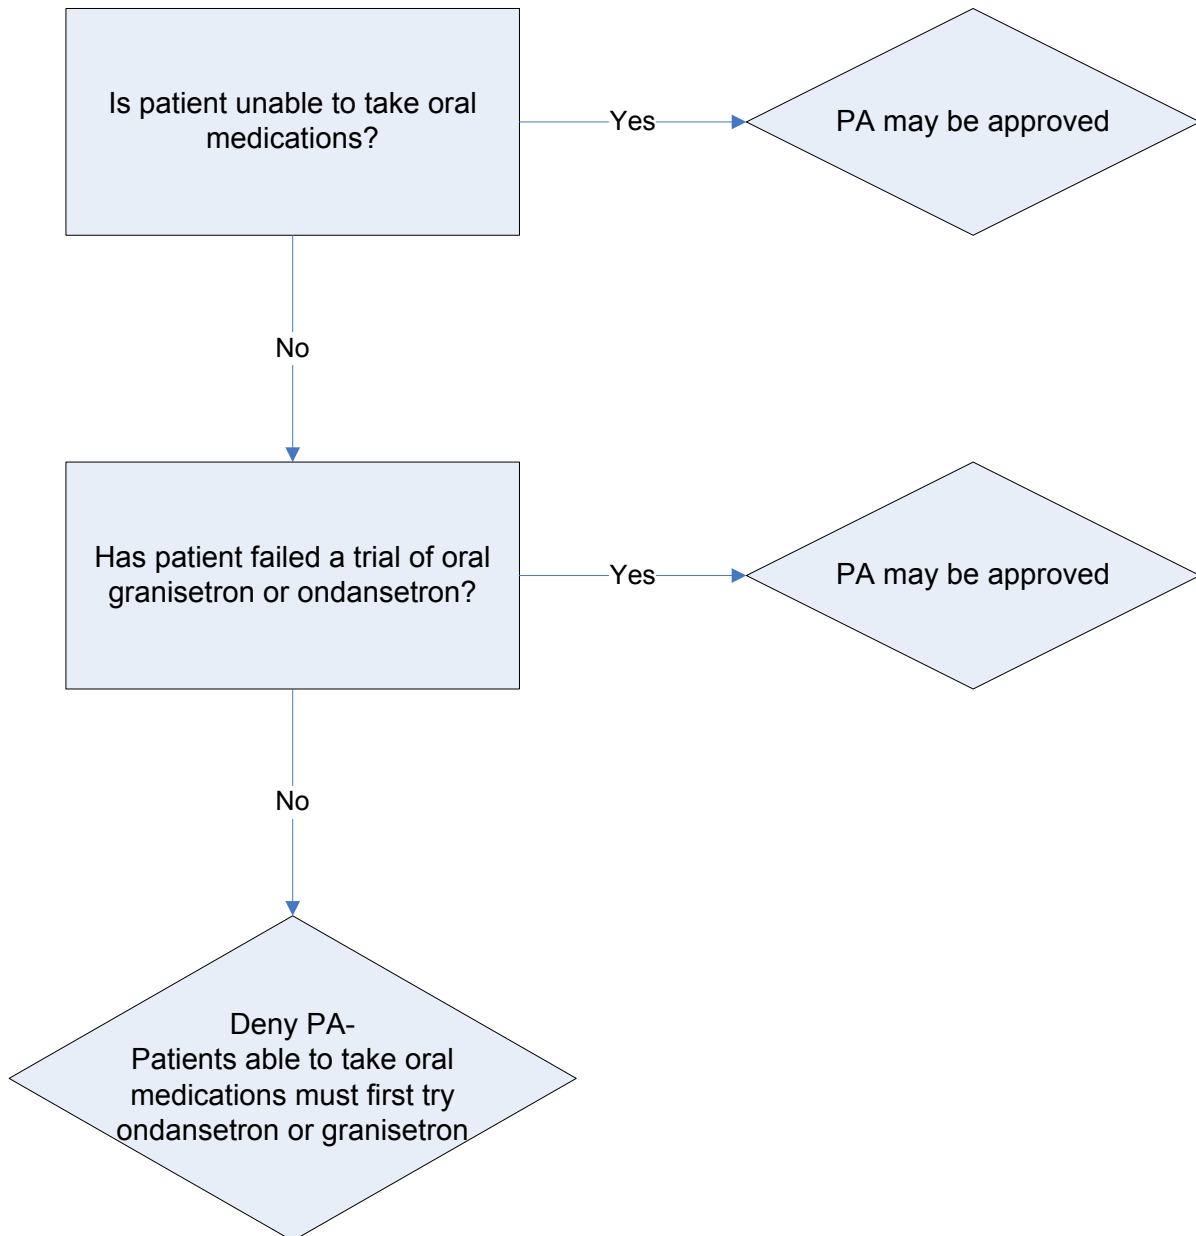 Is patient unable to take oral
medications?
Yes
PA may be approved
No
Has patient failed a trial of oral
granisetron or ondansetron?
Yes
PA may be approved
No
Deny PA-
Patients able to take oral
medications must first try
ondansetron or granisetron